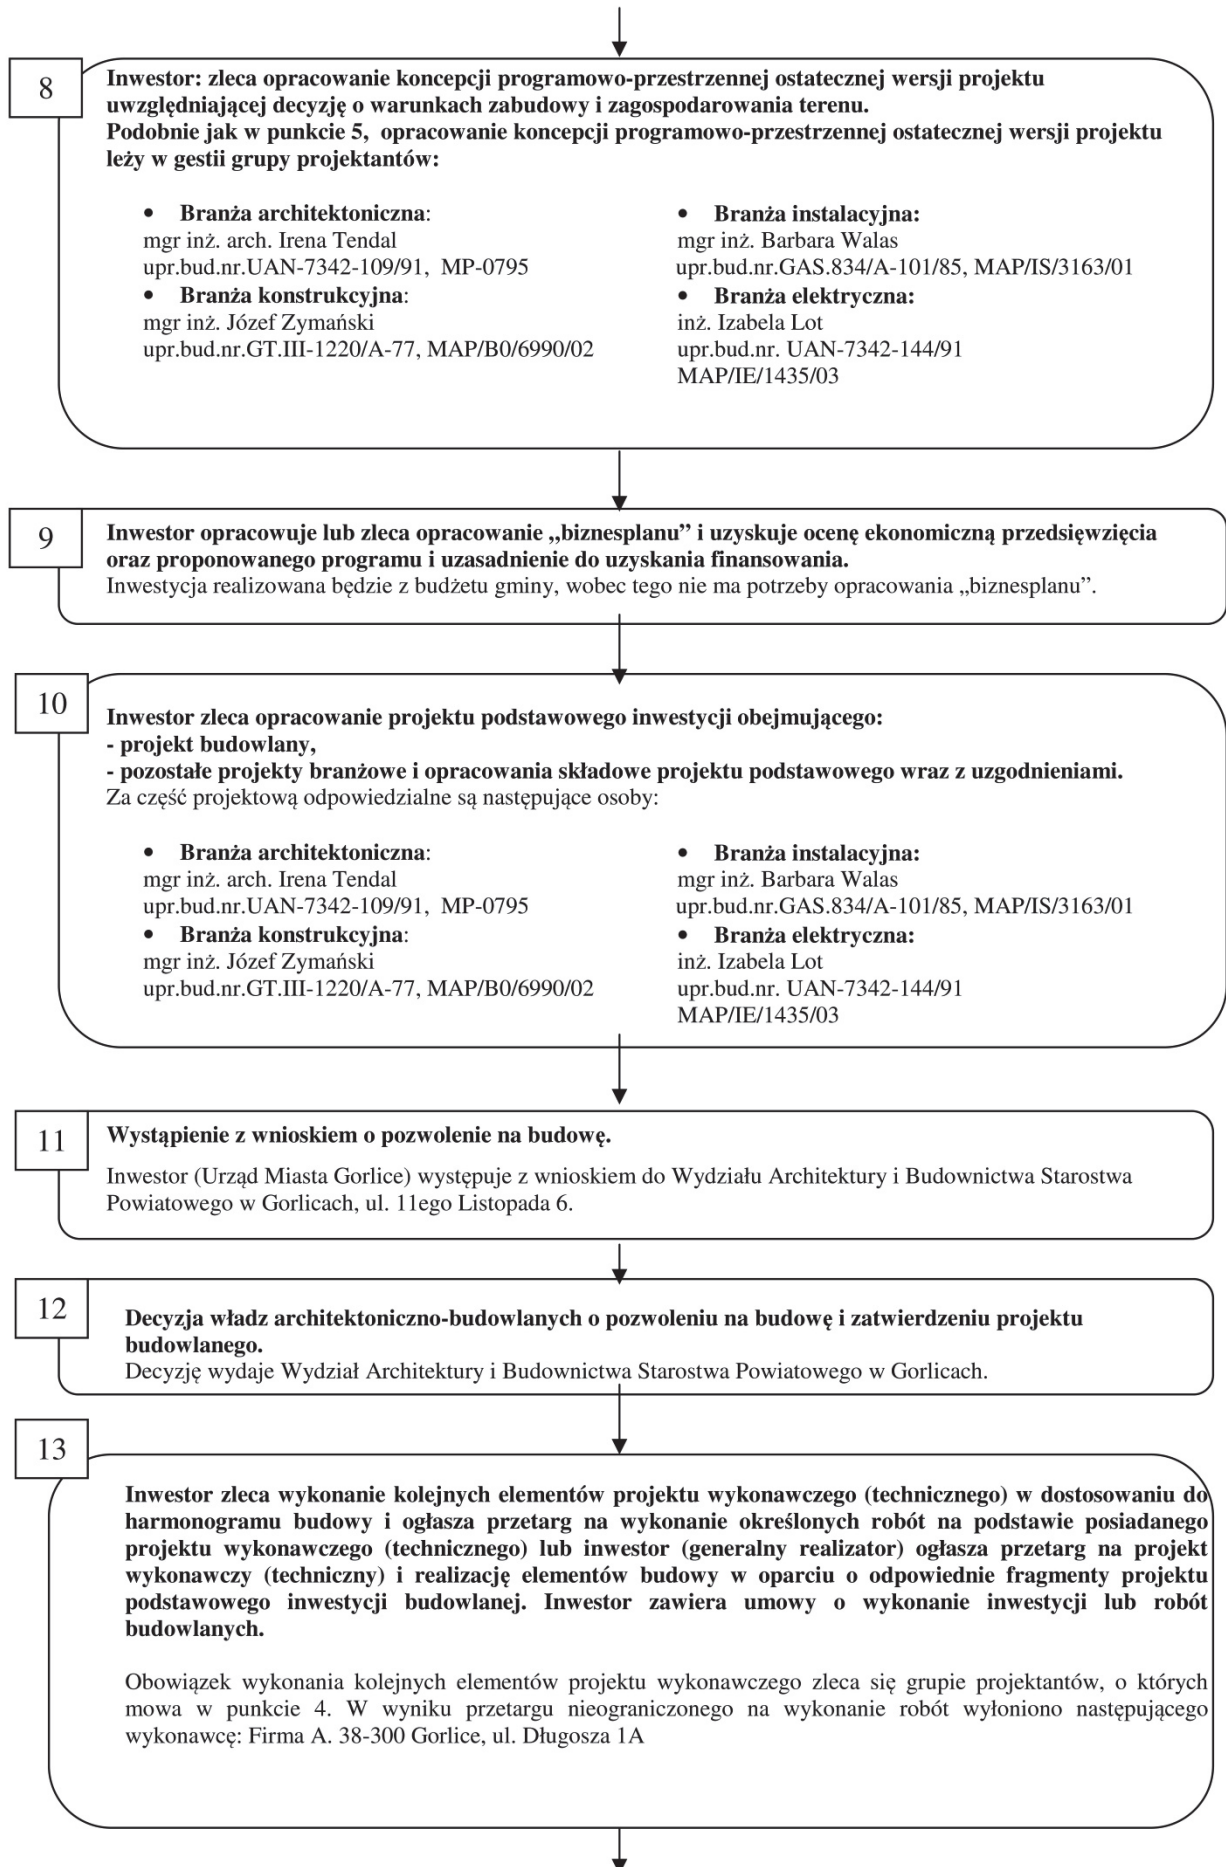 8
Inwestor: zleca opracowanie koncepcji programowo-przestrzennej ostatecznej wersji projektu
uwzględniającej decyzję o warunkach zabudowy i zagospodarowania terenu.
Podobnie jak w punkcie 5, opracowanie koncepcji programowo-przestrzennej ostatecznej wersji projektu
leży w gestii grupy projektantów:
• Branża architektoniczna:
mgr inż. arch. Irena Tendal
upr.bud.nr.UAN-7342-109/91, MP-0795
• Branża konstrukcyjna:
mgr inż. Józef Zymański
upr.bud.nr.GT.III-1220/A-77, MAP/B0/6990/02
• Branża instalacyjna:
mgr inż. Barbara Walas
upr.bud.nr.GAS.834/A-101/85, MAP/IS/3163/01
• Branża elektryczna:
inż. Izabela Lot
upr.bud.nr. UAN-7342-144/91
MAP/IE/1435/03
9
Inwestor opracowuje lub zleca opracowanie „biznesplanu” i uzyskuje ocenę ekonomiczną przedsięwzięcia
oraz proponowanego programu i uzasadnienie do uzyskania finansowania.
Inwestycja realizowana będzie z budżetu gminy, wobec tego nie ma potrzeby opracowania „biznesplanu”.
10
Inwestor zleca opracowanie projektu podstawowego inwestycji obejmującego:
- projekt budowlany,
- pozostałe projekty branżowe i opracowania składowe projektu podstawowego wraz z uzgodnieniami.
Za część projektową odpowiedzialne są następujące osoby:
• Branża architektoniczna:
mgr inż. arch. Irena Tendal
upr.bud.nr.UAN-7342-109/91, MP-0795
• Branża konstrukcyjna:
mgr inż. Józef Zymański
upr.bud.nr.GT.III-1220/A-77, MAP/B0/6990/02
• Branża instalacyjna:
mgr inż. Barbara Walas
upr.bud.nr.GAS.834/A-101/85, MAP/IS/3163/01
• Branża elektryczna:
inż. Izabela Lot
upr.bud.nr. UAN-7342-144/91
MAP/IE/1435/03
11
Wystąpienie z wnioskiem o pozwolenie na budowę.
Inwestor (Urząd Miasta Gorlice) występuje z wnioskiem do Wydziału Architektury i Budownictwa Starostwa
Powiatowego w Gorlicach, ul. 11ego Listopada 6.
12
Decyzja władz architektoniczno-budowlanych o pozwoleniu na budowę i zatwierdzeniu projektu
budowlanego.
Decyzję wydaje Wydział Architektury i Budownictwa Starostwa Powiatowego w Gorlicach.
13
Inwestor zleca wykonanie kolejnych elementów projektu wykonawczego (technicznego) w dostosowaniu do
harmonogramu budowy i ogłasza przetarg na wykonanie określonych robót na podstawie posiadanego
projektu wykonawczego (technicznego) lub inwestor (generalny realizator) ogłasza przetarg na projekt
wykonawczy (techniczny) i realizację elementów budowy w oparciu o odpowiednie fragmenty projektu
podstawowego inwestycji budowlanej. Inwestor zawiera umowy o wykonanie inwestycji lub robót
budowlanych.
Obowiązek wykonania kolejnych elementów projektu wykonawczego zleca się grupie projektantów, o których
mowa w punkcie 4. W wyniku przetargu nieograniczonego na wykonanie robót wyłoniono następującego
wykonawcę: Firma A. 38-300 Gorlice, ul. Długosza 1A